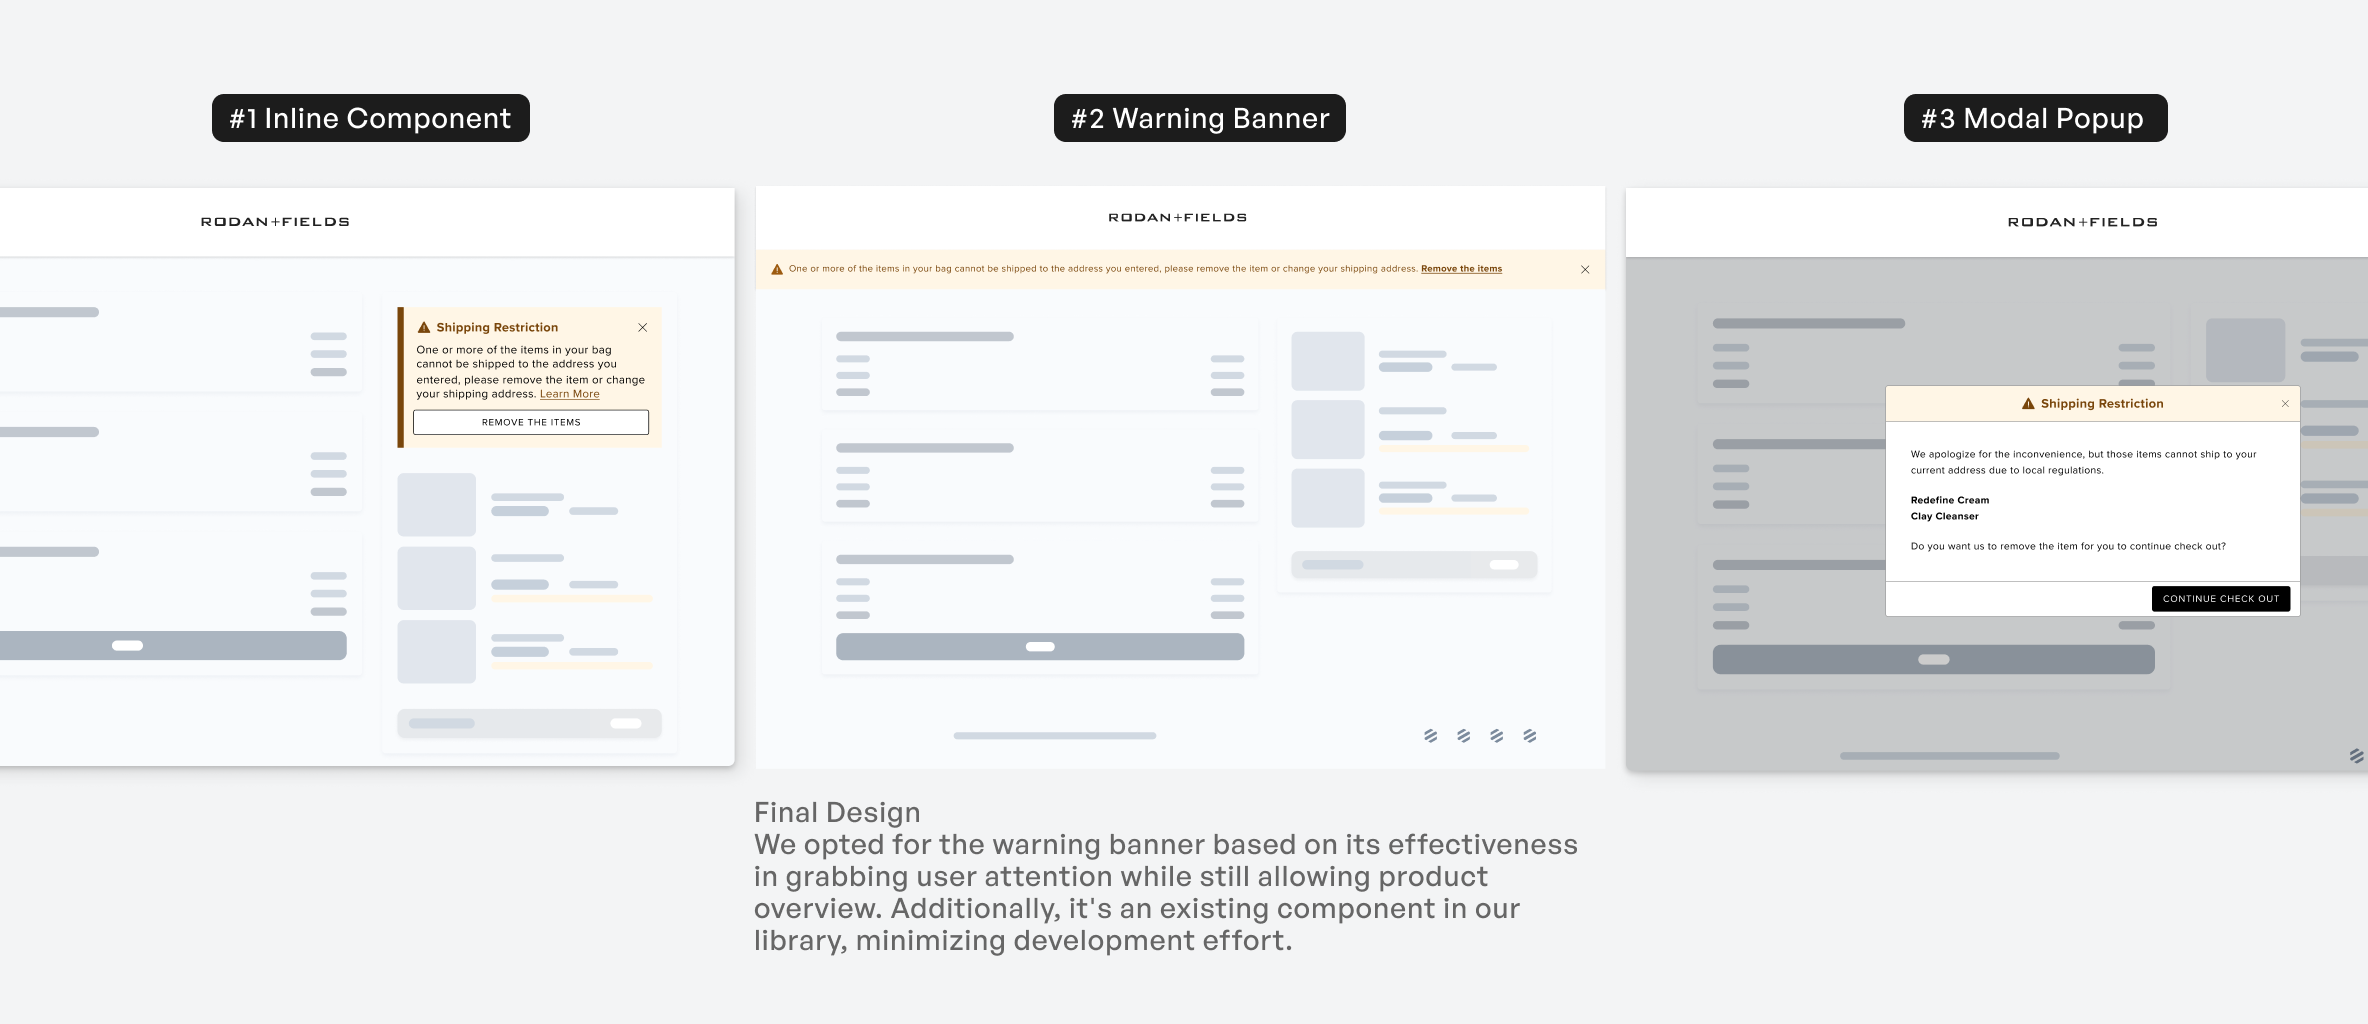 #1 Inline Component
#2 Warning Banner
#3 Modal Popup
RODAN+FIELDS
Shipping Restriction
One or more of the items in your bag
cannot be shipped to the address you
entered, please remove the item or change
your shipping address. Learn More
REMOVE THE ITEMS
RODAN+FIELDS
One or more of the items in your bag cannot be shipped to the address you entered, please remove the item or change your shipping address. Remove the items
RODAN+FIELDS
Shipping Restriction
We apologize for the inconvenience, but those items cannot ship to your
current address due to local regulations.
Redefine Cream
Clay Cleanser
Do you want us to remove the item for you to continue check out?
CONTINUE CHECK OUT
Final Design
We opted for the warning banner based on its effectiveness
in grabbing user attention while still allowing product
overview. Additionally, it's an existing component in our
library, minimizing development effort.